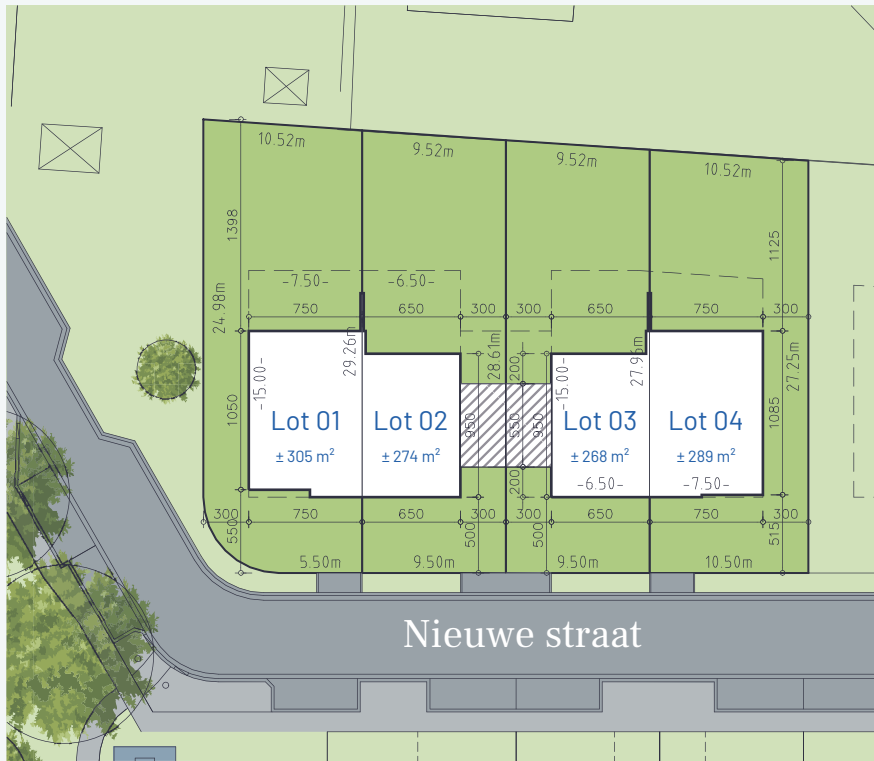 10.52m
9.52m
9.52m
10.52m
1398
1125
-7.50-
-6.50-
750
650
300
300
650
750
300
24.98m
29.26m
28.61m
200
27.96m
27.25m
-15.00-
-15.00-
Lot 01
Lot 02
Lot 03
Lot 04
± 305 m²
± 274 m²
± 268 m²
± 289 m²
1050
950
550
950
1085
-6.50-
-7.50-
200
300
750
650
300
300
650
750
300
550
500
500
515
5.50m
9.50m
9.50m
10.50m
Nieuwe straat